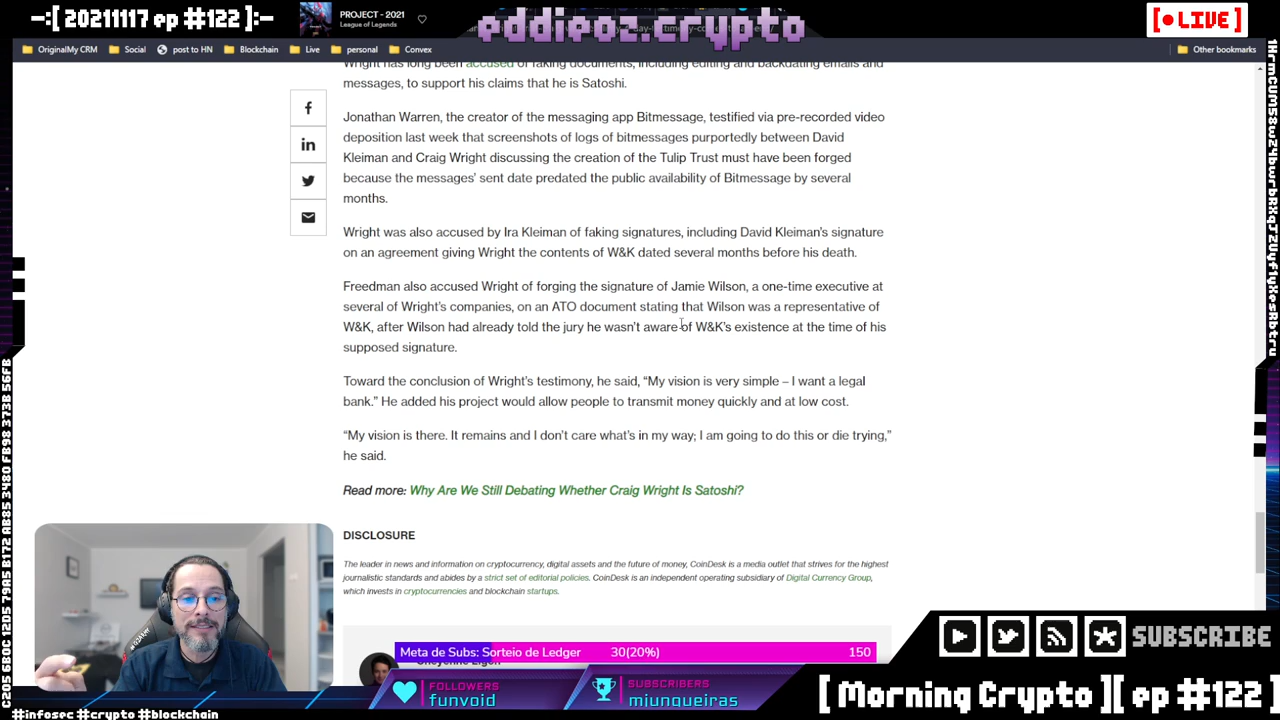 -:[ 20211117 ep #122 ]:-
PROJECT - 2021
League of Legends
eddieoz.crypto
[● LIVE]
OriginalMy CRM
Social
post to HN
Blockchain
Live
personal
Convex
Other bookmarks
Wright has long been accused of faking documents, including editing and backdating emails and
messages, to support his claims that he is Satoshi.
Jonathan Warren, the creator of the messaging app Bitmessage, testified via pre-recorded video
deposition last week that screenshots of logs of bitmessages purportedly between David
Kleiman and Craig Wright discussing the creation of the Tulip Trust must have been forged
because the messages' sent date predated the public availability of Bitmessage by several
months.
Wright was also accused by Ira Kleiman of faking signatures, including David Kleiman's signature
on an agreement giving Wright the contents of W&K dated several months before his death.
Freedman also accused Wright of forging the signature of Jamie Wilson, a one-time executive at
several of Wright's companies, on an ATO document stating that Wilson was a representative of
W&K, after Wilson had already told the jury he wasn't aware of W&K's existence at the time of his
supposed signature.
Toward the conclusion of Wright's testimony, he said, “My vision is very simple – I want a legal
bank.” He added his project would allow people to transmit money quickly and at low cost.
“My vision is there. It remains and I don't care what's in my way; I am going to do this or die trying,”
he said.
Read more: Why Are We Still Debating Whether Craig Wright Is Satoshi?
DISCLOSURE
The leader in news and information on cryptocurrency, digital assets and the future of money, CoinDesk is a media outlet that strives for the highest
journalistic standards and abides by a strict set of editorial policies. CoinDesk is an independent operating subsidiary of Digital Currency Group,
which invests in cryptocurrencies and blockchain startups.
Meta de Subs: Sorteio de Ledger 30(20%) 150
FOLLOWERS
funvoid
SUBSCRIBERS
mjunqueiras
SUBSCRIBE
[ Morning Crypto ][ ep #122 ]
#infosec #crypto #blockchain